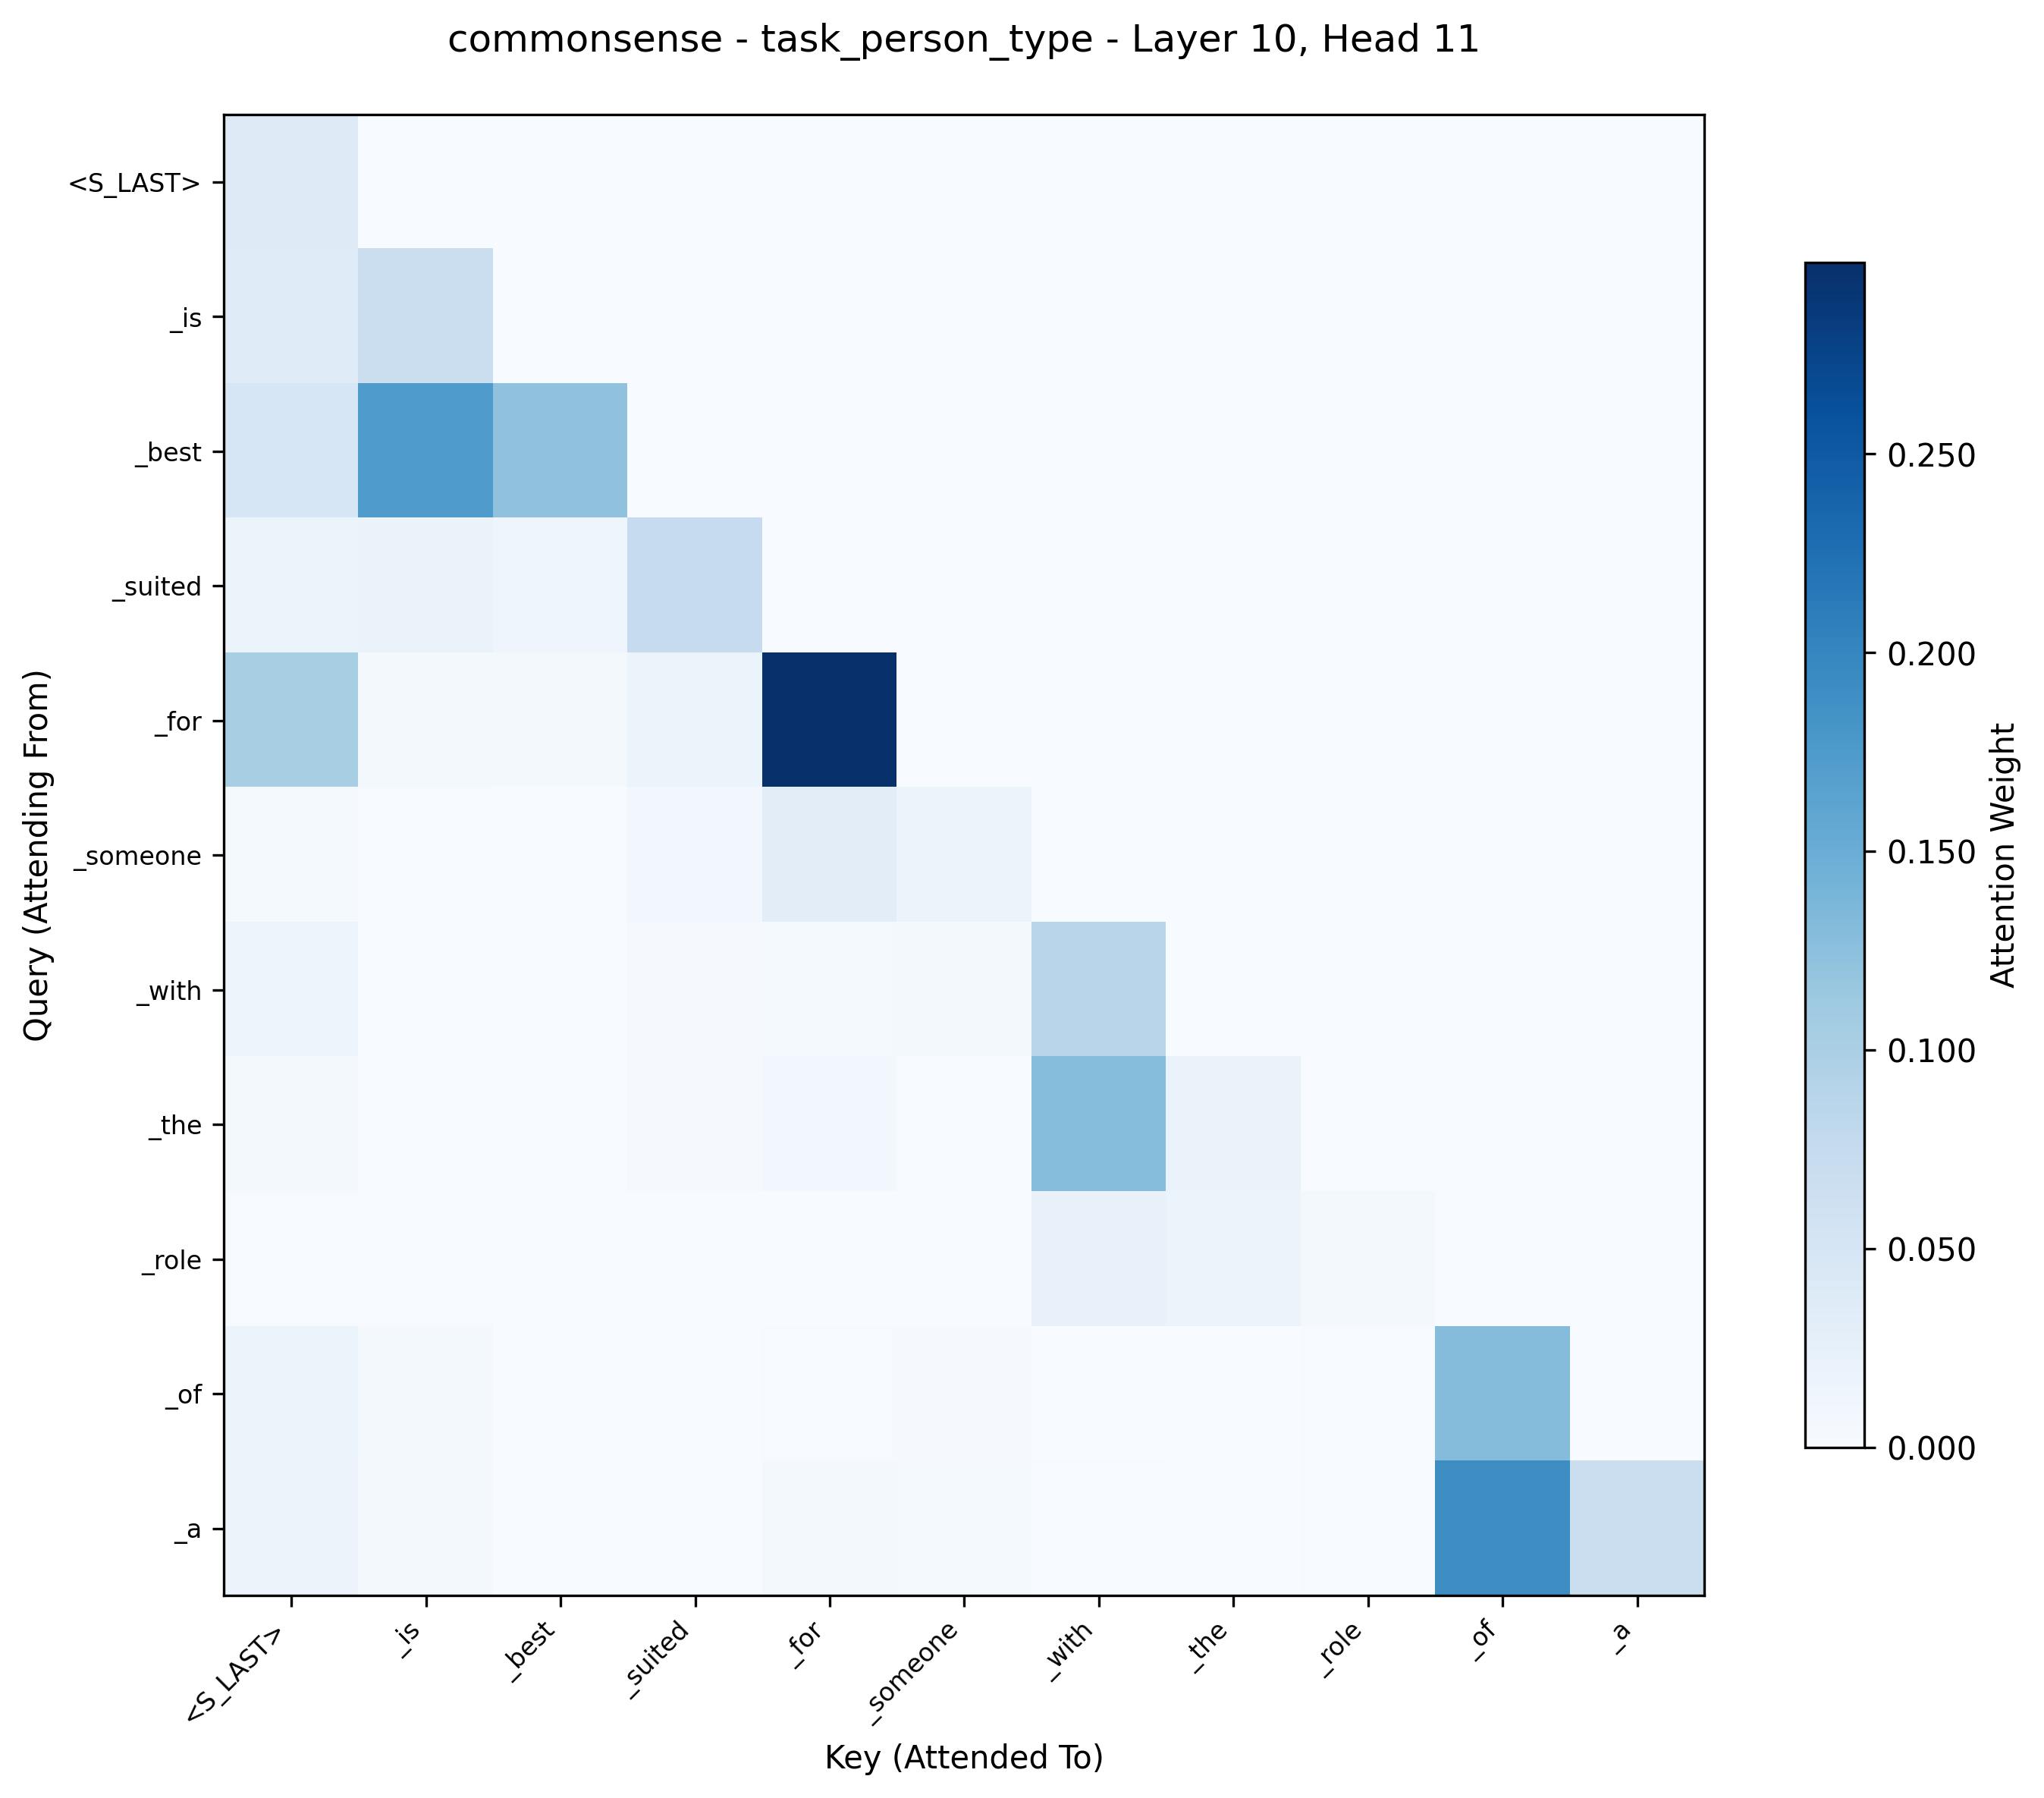 commonsense - task_person_type - Layer 10, Head 11
Query (Attending From)
<S_LAST>
_is
_best
_suited
_for
_someone
_with
_the
_role
_of
_a
<S_LAST>
_is
_best
_suited
_for
_someone
_with
_the
_role
_of
_a
Key (Attended To)
0.250
0.200
0.150
0.100
0.050
0.000
Attention Weight